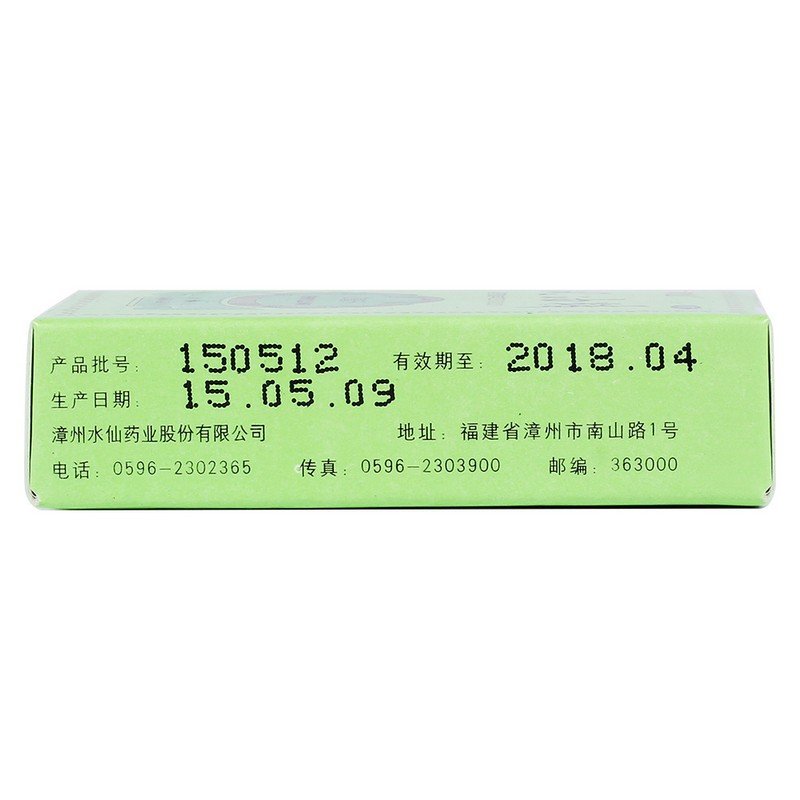 产品批号: 150512 有效期至: 2018.04
生产日期: 15.05.09
漳州水仙药业股份有限公司 地址: 福建省漳州市南山路1号
电话: 0596-2302365 传真: 0596-2303900 邮编: 363000